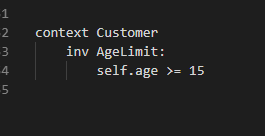 1
2 context Customer
3 inv AgeLimit:
4 self.age >= 15
5